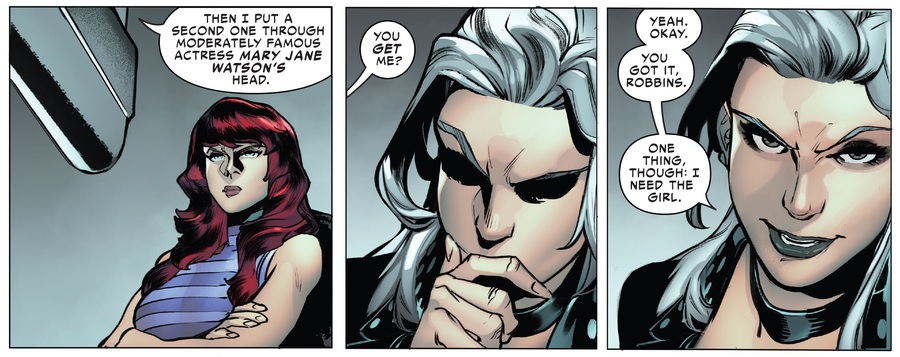 THEN I PUT A
SECOND ONE THROUGH
MODERATELY FAMOUS
ACTRESS MARY JANE
WATSON'S
HEAD.
YOU
GET
ME?
YEAH.
OKAY.
YOU
GOT IT,
ROBBINS.
ONE
THING,
THOUGH: I
NEED THE
GIRL.